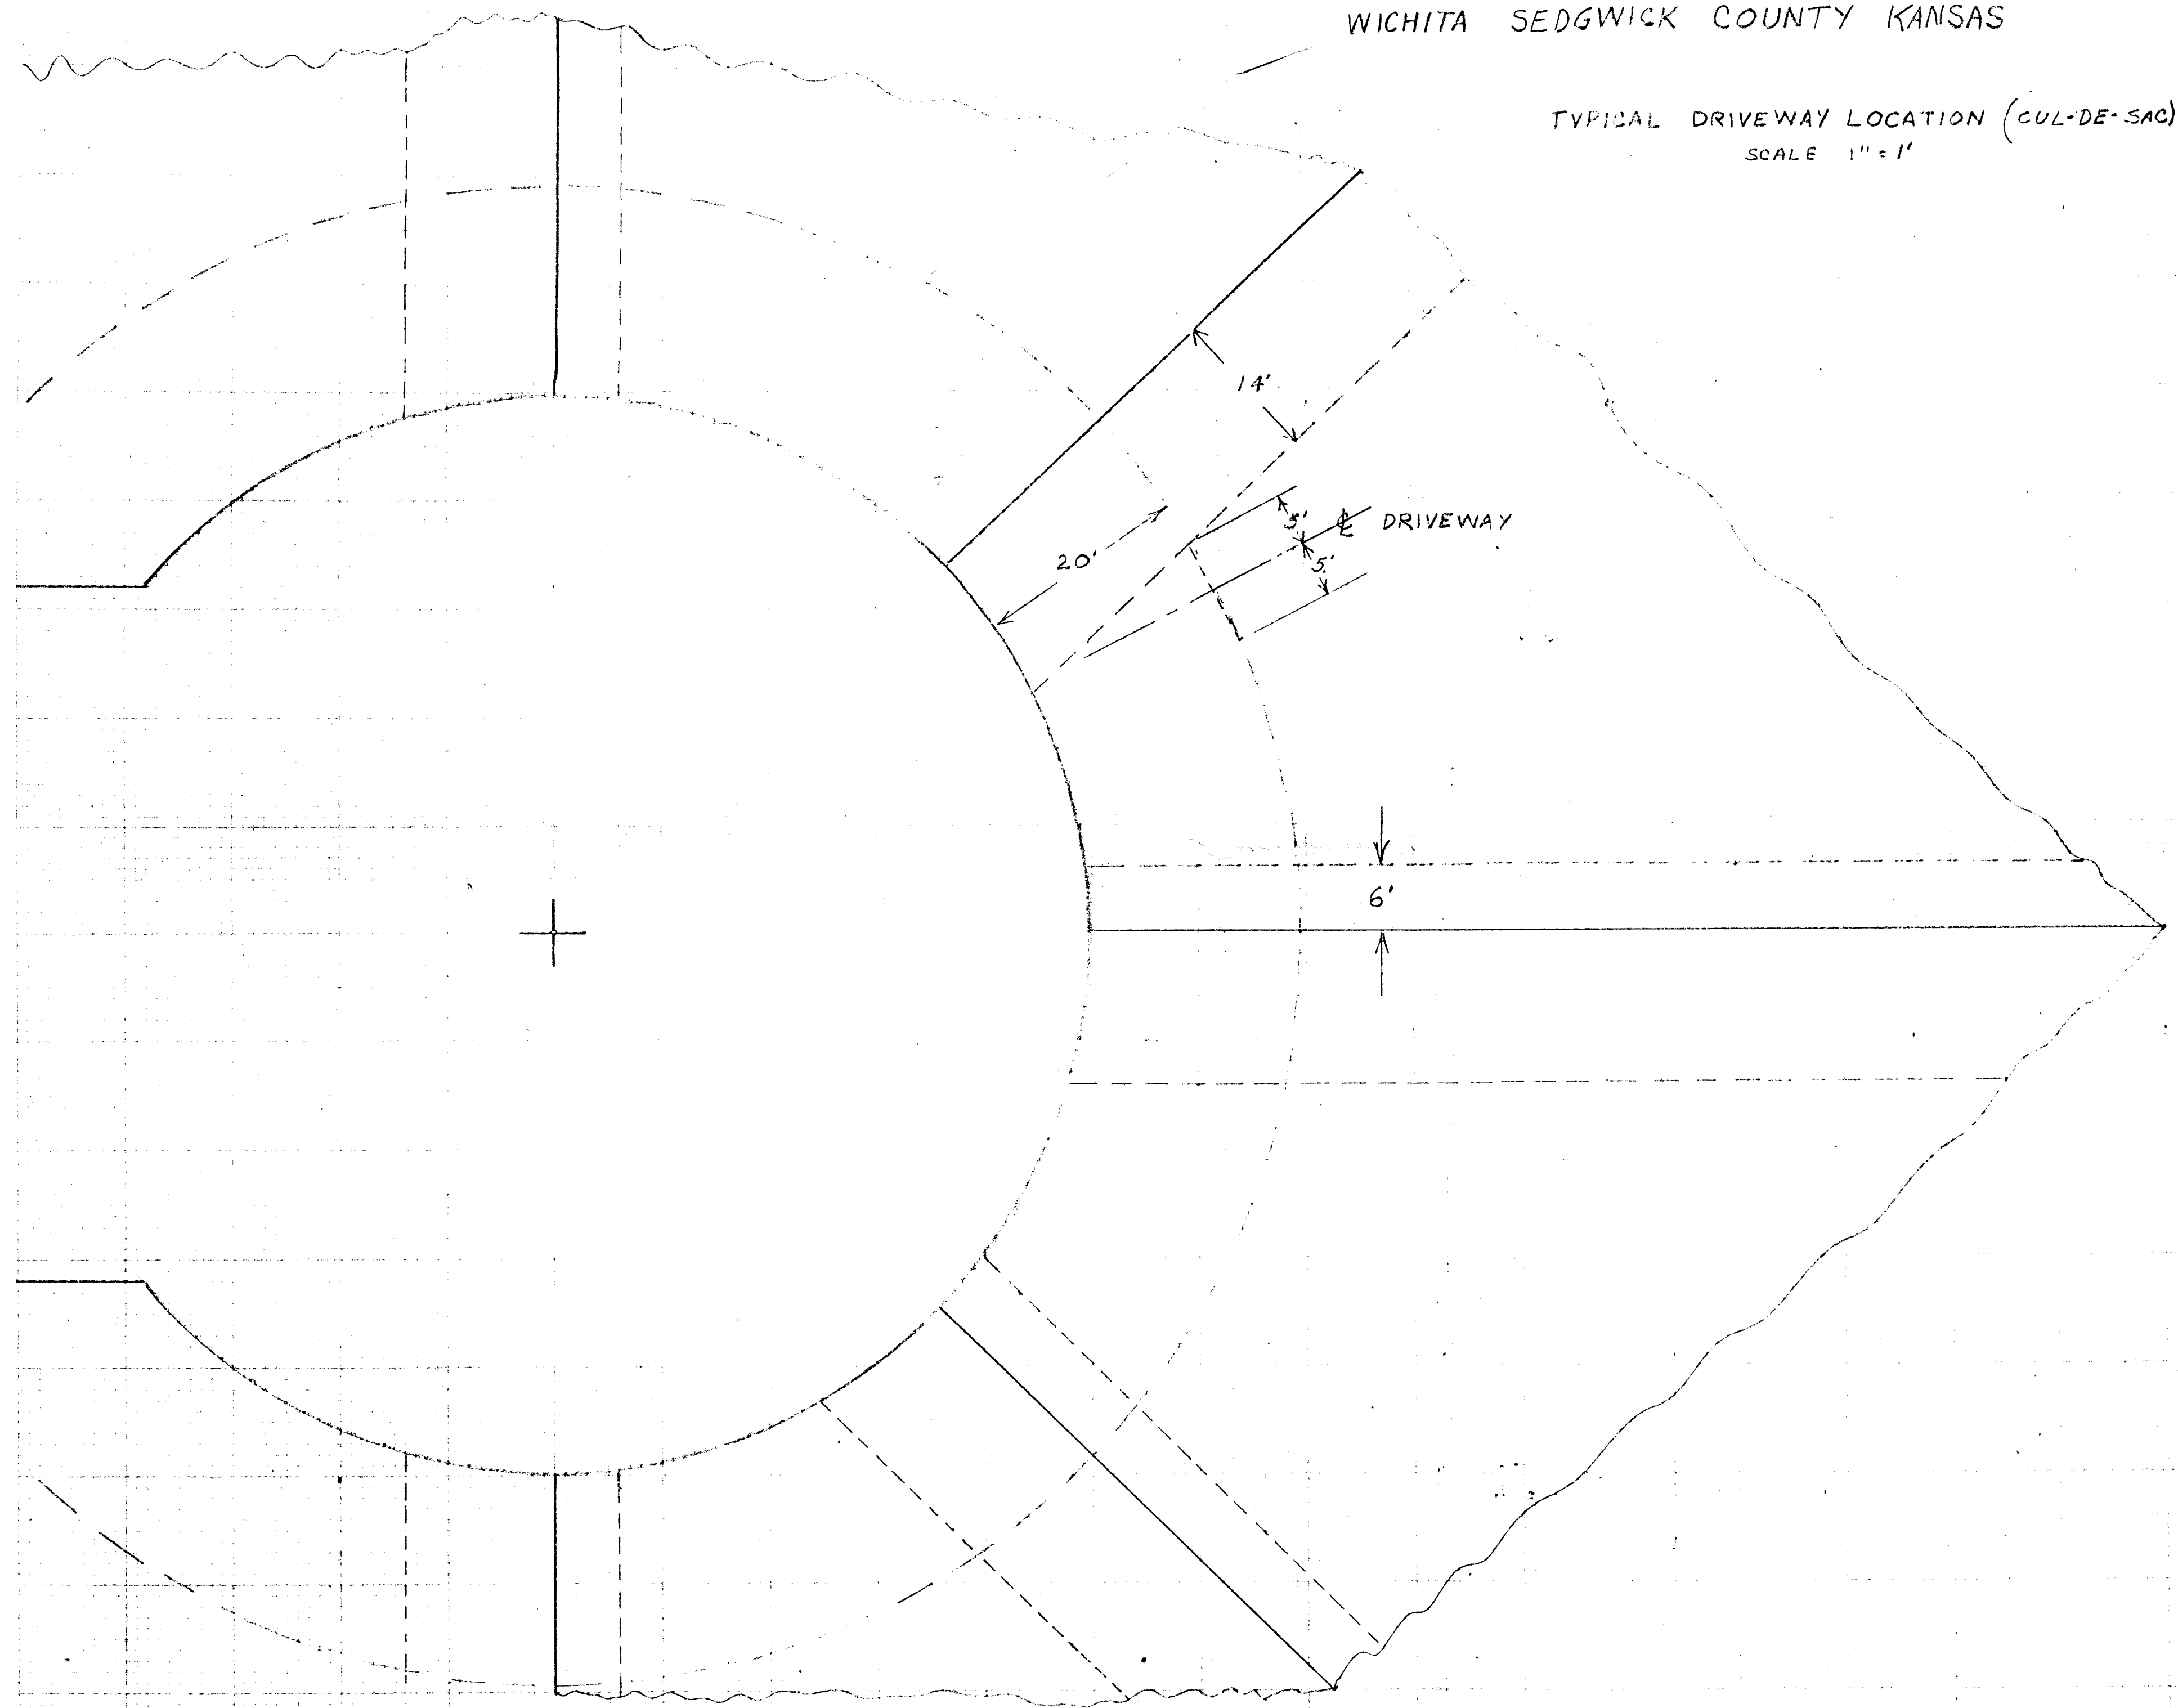 WICHITA SEDGWICK COUNTY KANSAS
TYPICAL DRIVEWAY LOCATION (CUL-DE-SAC)
SCALE 1" = 1'
14'
5' ℄ DRIVEWAY
5'
20'
6'